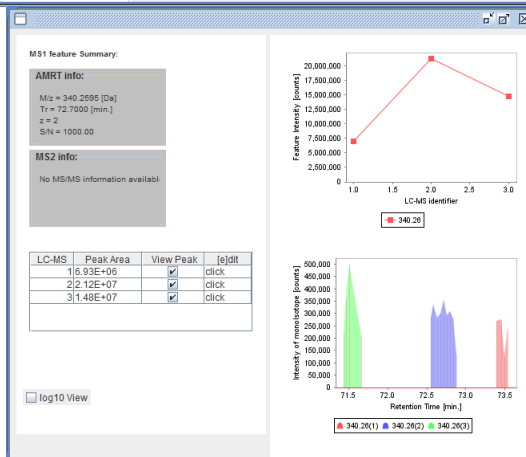 MS1 feature Summary:
AMRT info:
M/z = 340.2595 [Da]
Tr = 72.7000 [min.]
z = 2
S/N = 1000.00
MS2 info:
No MS/MS information availabl
LC-MS Peak Area View Peak [e]dit
1 6.93E+06 click
2 2.12E+07 click
3 1.48E+07 click
log10 View
Feature Intensity [counts]
20,000,000
17,500,000
15,000,000
12,500,000
10,000,000
7,500,000
5,000,000
2,500,000
0
1.0 1.5 2.0 2.5 3.0
LC-MS identifier
340.26
Intensity of monoisotope [counts]
500,000
450,000
400,000
350,000
300,000
250,000
200,000
150,000
100,000
50,000
0
71.5 72.0 72.5 73.0 73.5
Retention Time [min.]
340.26(1) 340.26(2) 340.26(3)